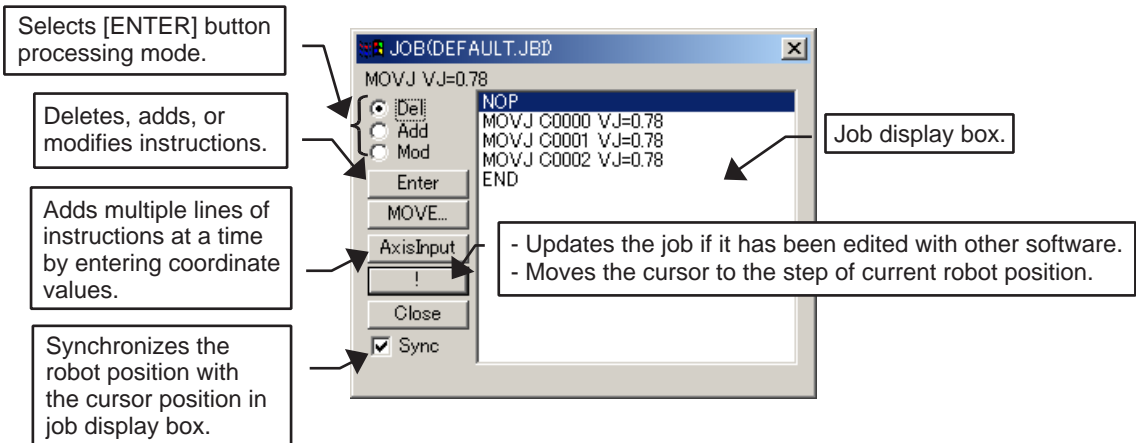 Selects [ENTER] button
processing mode.
Deletes, adds, or
modifies instructions.
Adds multiple lines of
instructions at a time
by entering coordinate
values.
Synchronizes the
robot position with
the cursor position in
job display box.
JOB(DEFAULT.JBI)
MOVJ VJ=0.78
Del
Add
Mod
Enter
MOVE...
AxisInput
!
Close
Sync
NOP
MOVJ C0000 VJ=0.78
MOVJ C0001 VJ=0.78
MOVJ C0002 VJ=0.78
END
Job display box.
- Updates the job if it has been edited with other software.
- Moves the cursor to the step of current robot position.